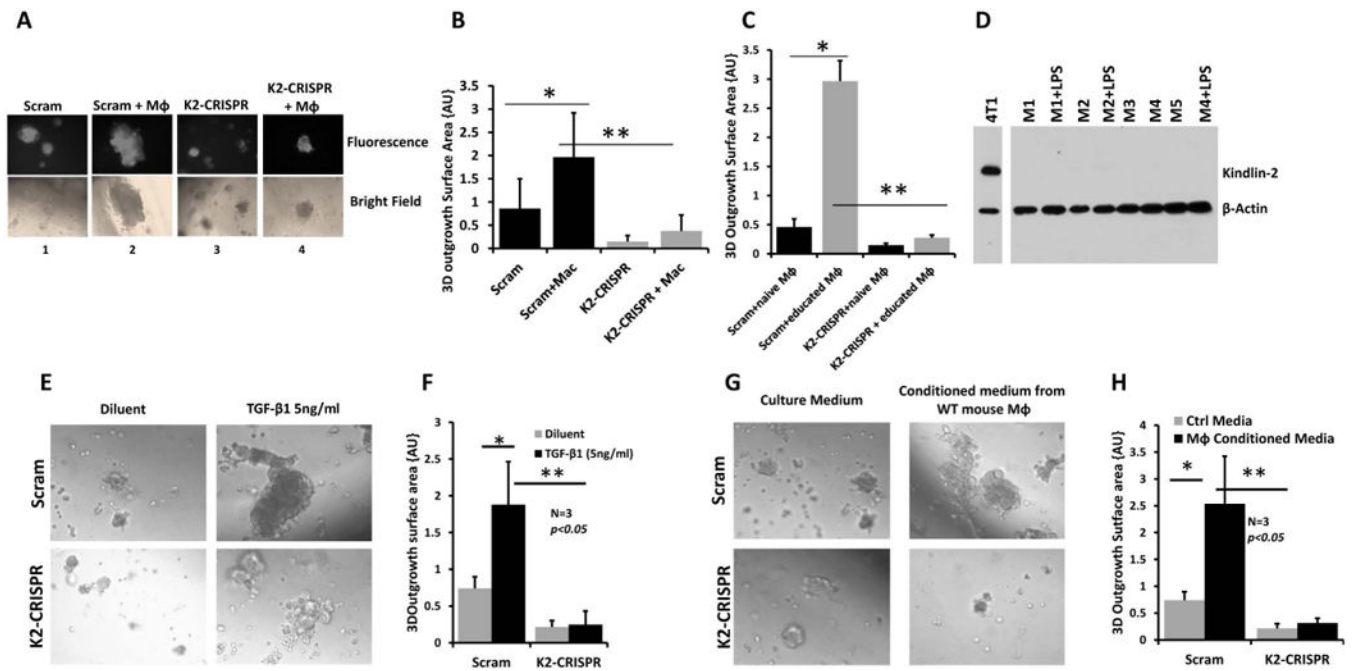 A
Scram
Scram + Mϕ
K2-CRISPR
K2-CRISPR
+ Mϕ
Fluorescence
Bright Field
1
2
3
4
B
3D outgrowth Surface Area {AU}
3.5
3
2.5
2
1.5
1
0.5
0
*
**
Scram
Scram+Mac
K2-CRISPR
K2-CRISPR + Mac
C
3D Outgrowth Surface Area {AU}
3.5
3
2.5
2
1.5
1
0.5
0
*
**
Scram+naive Mϕ
Scram+educated Mϕ
K2-CRISPR+naive Mϕ
K2-CRISPR + educated Mϕ
D
4T1
M1
M1+LPS
M2
M2+LPS
M3
M4
M5
M4+LPS
Kindlin-2
β-Actin
E
Diluent
TGF-β1 5ng/ml
Scram
K2-CRISPR
F
3DOutgrowth surface area {AU}
3
2.5
2
1.5
1
0.5
0
Diluent
TGF-β1 (5ng/ml)
*
**
N=3
p<0.05
Scram
K2-CRISPR
G
Culture Medium
Conditioned medium from
WT mouse Mϕ
Scram
K2-CRISPR
H
3D Outgrowth Sutface area {AU}
4
3.5
3
2.5
2
1.5
1
0.5
0
Ctrl Media
Mϕ Conditioned Media
*
**
N=3
p<0.05
Scram
K2-CRISPR